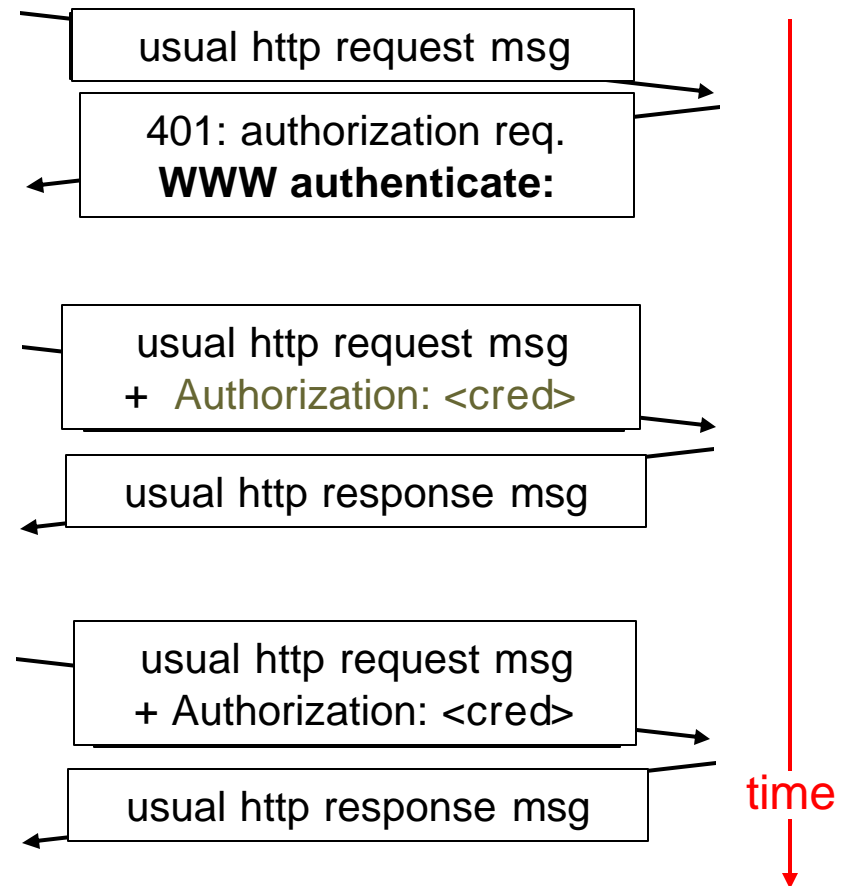 usual http request msg
401: authorization req.
WWW authenticate:
usual http request msg
+ Authorization: <cred>
usual http response msg
usual http request msg
+ Authorization: <cred>
usual http response msg
time